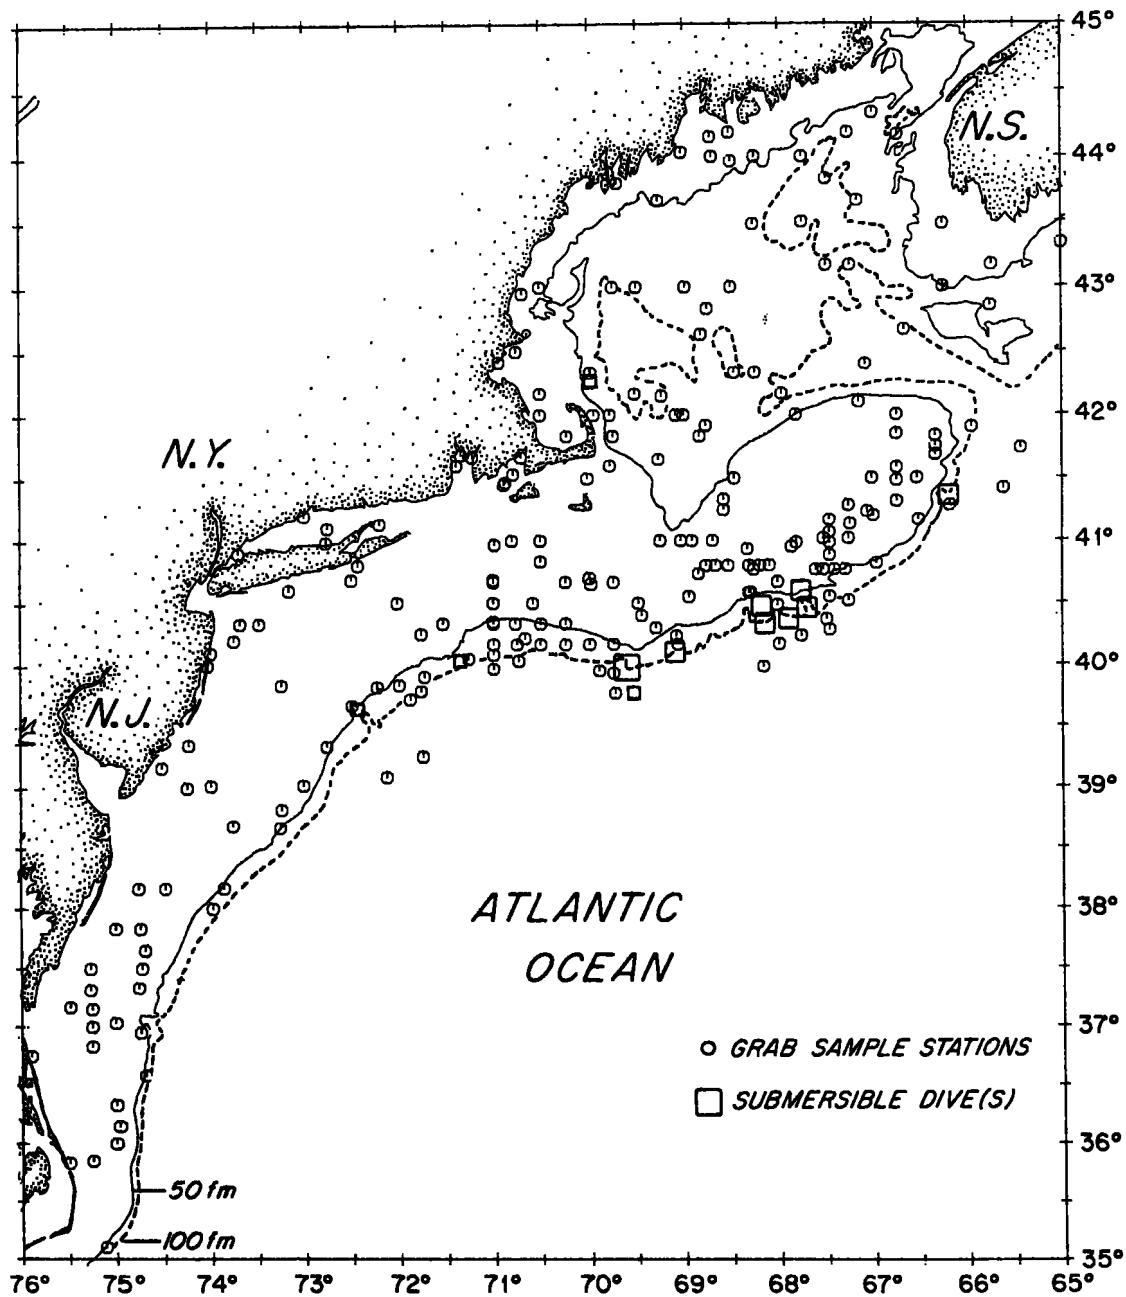 45°
N.S.
44°
43°
42°
N.Y.
41°
40°
N.J.
39°
ATLANTIC
38°
OCEAN
37°
GRAB SAMPLE STATIONS
SUBMERSIBLE DIVE(S)
36°
50 fm
100 fm
35°
76° 75° 74° 73° 72° 71° 70° 69° 68° 67° 66° 65°